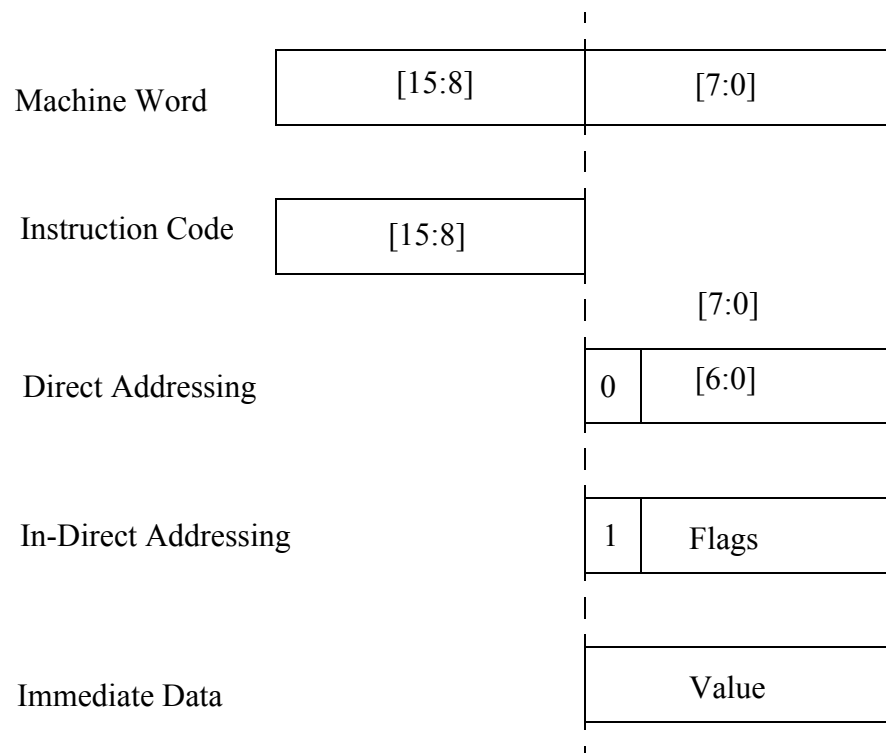 Machine Word [15:8] [7:0]
Instruction Code [15:8]
[7:0]
Direct Addressing 0 [6:0]
In-Direct Addressing 1 Flags
Immediate Data Value